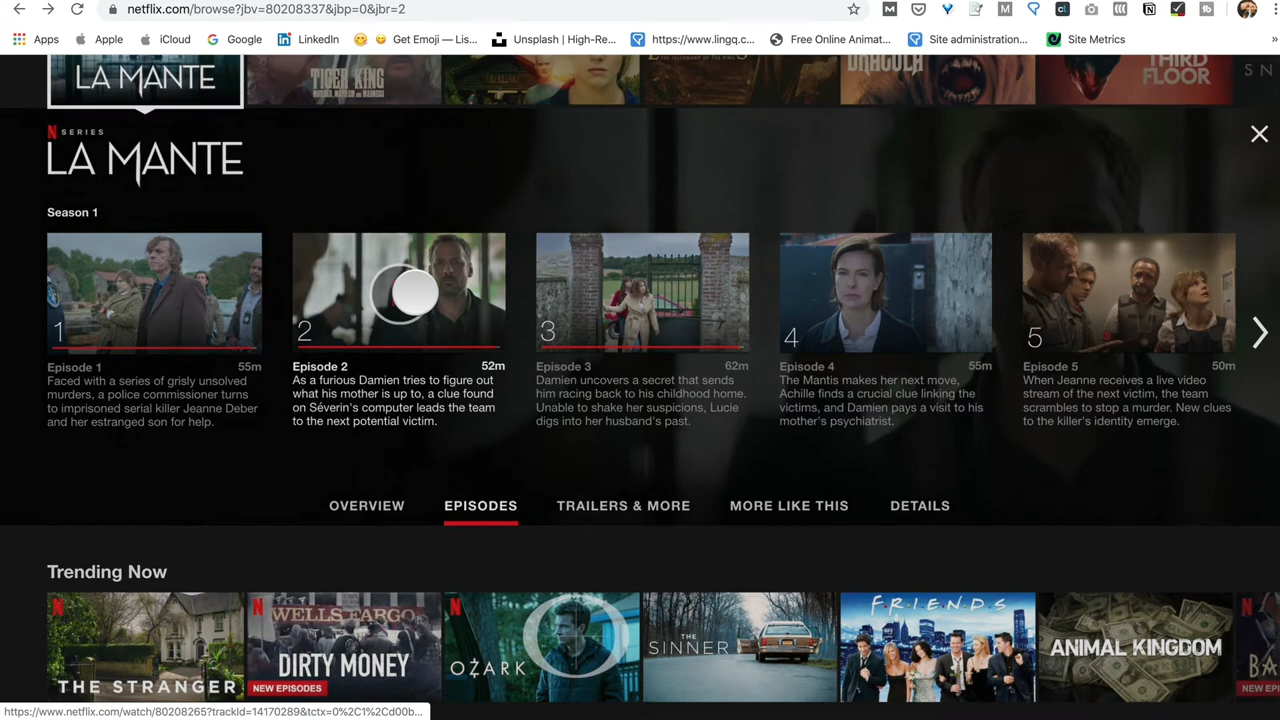 netflix.com/browse?jbv=80208337&jbp=0&jbr=2
Apps
Apple
iCloud
Google
LinkedIn
Get Emoji — Lis...
Unsplash | High-Re...
https://www.lingq.c...
Free Online Animat...
Site administration...
Site Metrics
»
LA MANTE
TIGER KING
MURDER, MAYHEM AND MADNESS
THE FELLOWSHIP OF THE RING
DRACULA
THIRD
FLOOR
S N
N SERIES
LA MANTE
Season 1
1
2
3
4
5
Episode 1 55m
Faced with a series of grisly unsolved
murders, a police commissioner turns
to imprisoned serial killer Jeanne Deber
and her estranged son for help.
Episode 2 52m
As a furious Damien tries to figure out
what his mother is up to, a clue found
on Séverin's computer leads the team
to the next potential victim.
Episode 3 62m
Damien uncovers a secret that sends
him racing back to his childhood home.
Unable to shake her suspicions, Lucie
digs into her husband's past.
Episode 4
The Mantis makes her next move,
Achille finds a crucial clue linking the
victims, and Damien pays a visit to his
mother's psychiatrist.
Episode 5 50m
When Jeanne receives a live video
stream of the next victim, the team
scrambles to stop a murder. New clues
to the killer's identity emerge.
OVERVIEW
EPISODES
TRAILERS & MORE
MORE LIKE THIS
DETAILS
Trending Now
N
THE STRANGER
N
WELLS FARGO
DIRTY MONEY
NEW EPISODES
N
O
OZARK
THE
SINNER
F·R·I·E·N·D·S
ANIMAL KINGDOM
N
BA
NEW EPI
https://www.netflix.com/watch/80208265?trackId=14170289&tctx=0%2C1%2Cd00b...